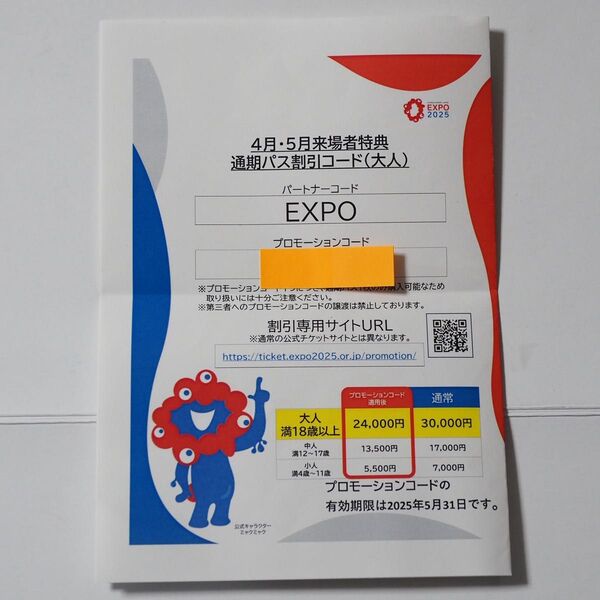 EXPO
2025
4月・5月来場者特典
通期パス割引コード(大人)
パートナーコード
EXPO
プロモーションコード
取り扱いには十分ご注意ください。
※第三者へのプロモーションコードの譲渡は禁止しております。
割引専用サイトURL
※通常の公式チケットサイトとは異なります。
https://ticket.expo2025.or.jp/promotion/
プロモーションコード
適用後
通常
大人
満18歳以上
24,000円
30,000円
中人
満12~17歳
13,500円
17,000円
小人
満4歳~11歳
5,500円
7,000円
プロモーションコードの
有効期限は2025年5月31日です。
公式キャラクター
ミャクミャク